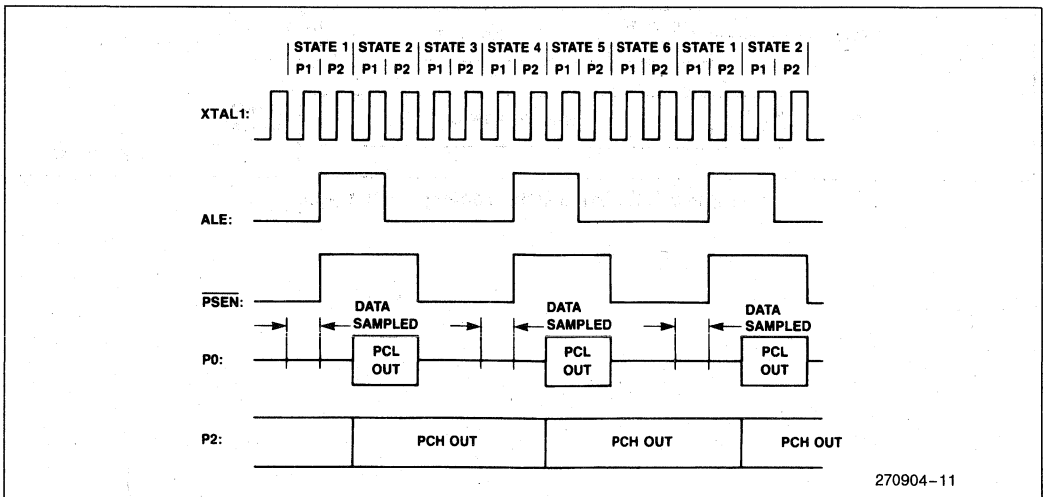 STATE 1 STATE 2 STATE 3 STATE 4 STATE 5 STATE 6 STATE 1 STATE 2
P1 P2 P1 P2 P1 P2 P1 P2 P1 P2 P1 P2 P1 P2 P1 P2
XTAL1:
ALE:
PSEN:
DATA SAMPLED
DATA SAMPLED
DATA SAMPLED
P0:
PCL OUT
PCL OUT
PCL OUT
P2:
PCH OUT
PCH OUT
PCH OUT
270904–11